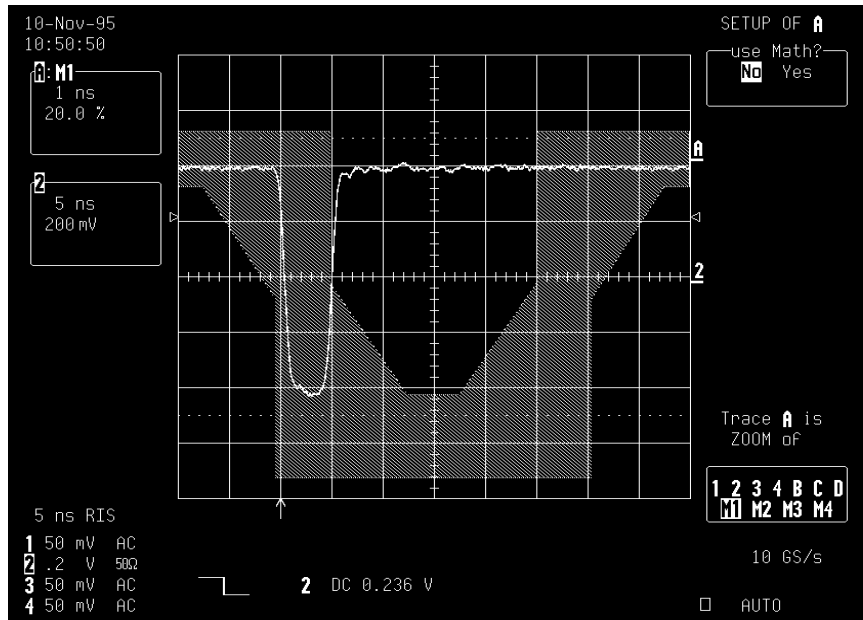 10-Nov-95
10:50:50
A:M1
1 ns
20.0 %
2
5 ns
200 mV
SETUP OF A
use Math?
No Yes
A
2
Trace A is
ZOOM of
1 2 3 4 B C D
M1 M2 M3 M4
5 ns RIS
1 50 mV AC
2 .2 V 50Ω
3 50 mV AC
4 50 mV AC
2 DC 0.236 V
10 GS/s
AUTO